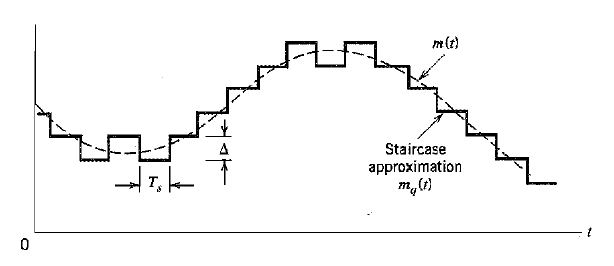 m(t)
Δ
T_s
Staircase
approximation
m_q(t)
t
0